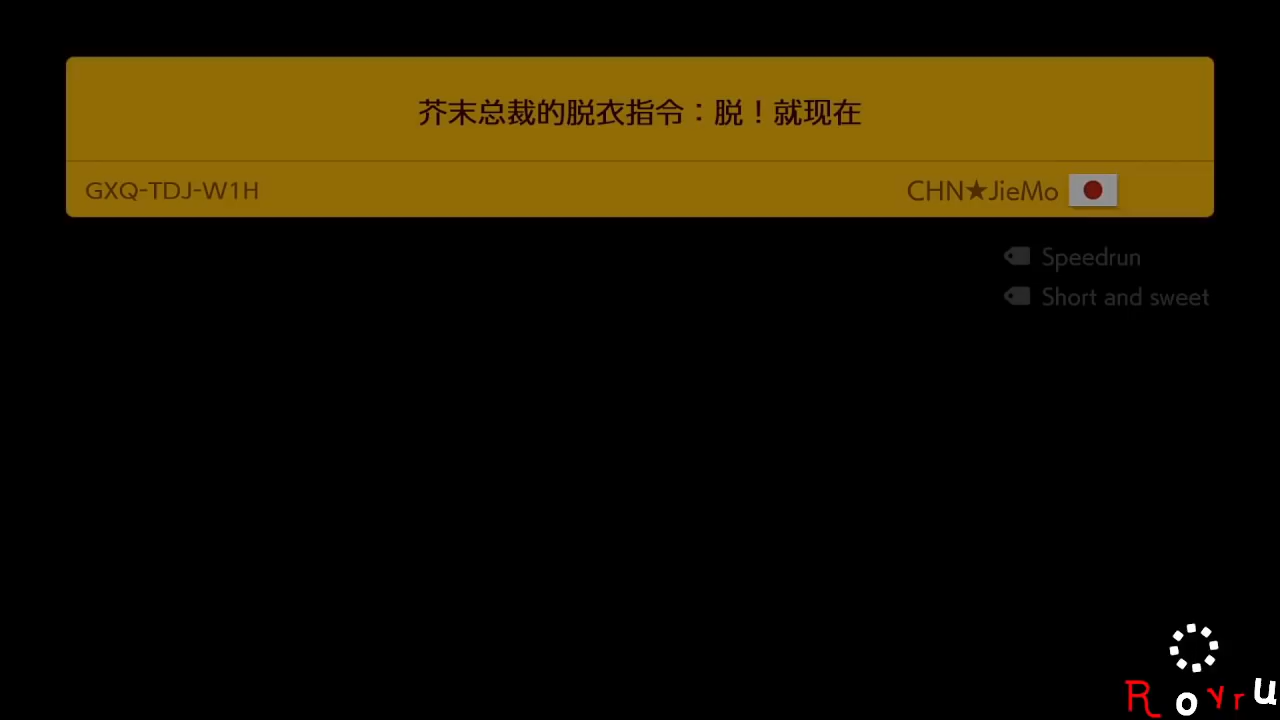 芥末总裁的脱衣指令：脱！就现在
GXQ-TDJ-W1H
CHN★JieMo
Speedrun
Short and sweet
Royru